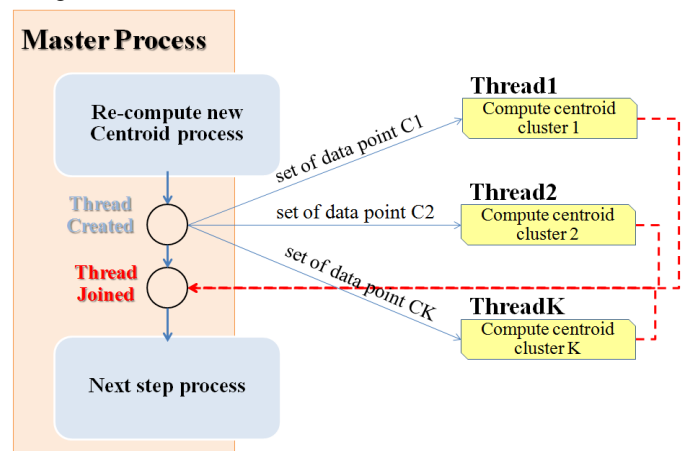 Master Process
Re-compute new
Centroid process
Thread
Created
Thread
Joined
Next step process
set of data point C1
set of data point C2
set of data point CK
Thread1
Compute centroid
cluster 1
Thread2
Compute centroid
cluster 2
ThreadK
Compute centroid
cluster K